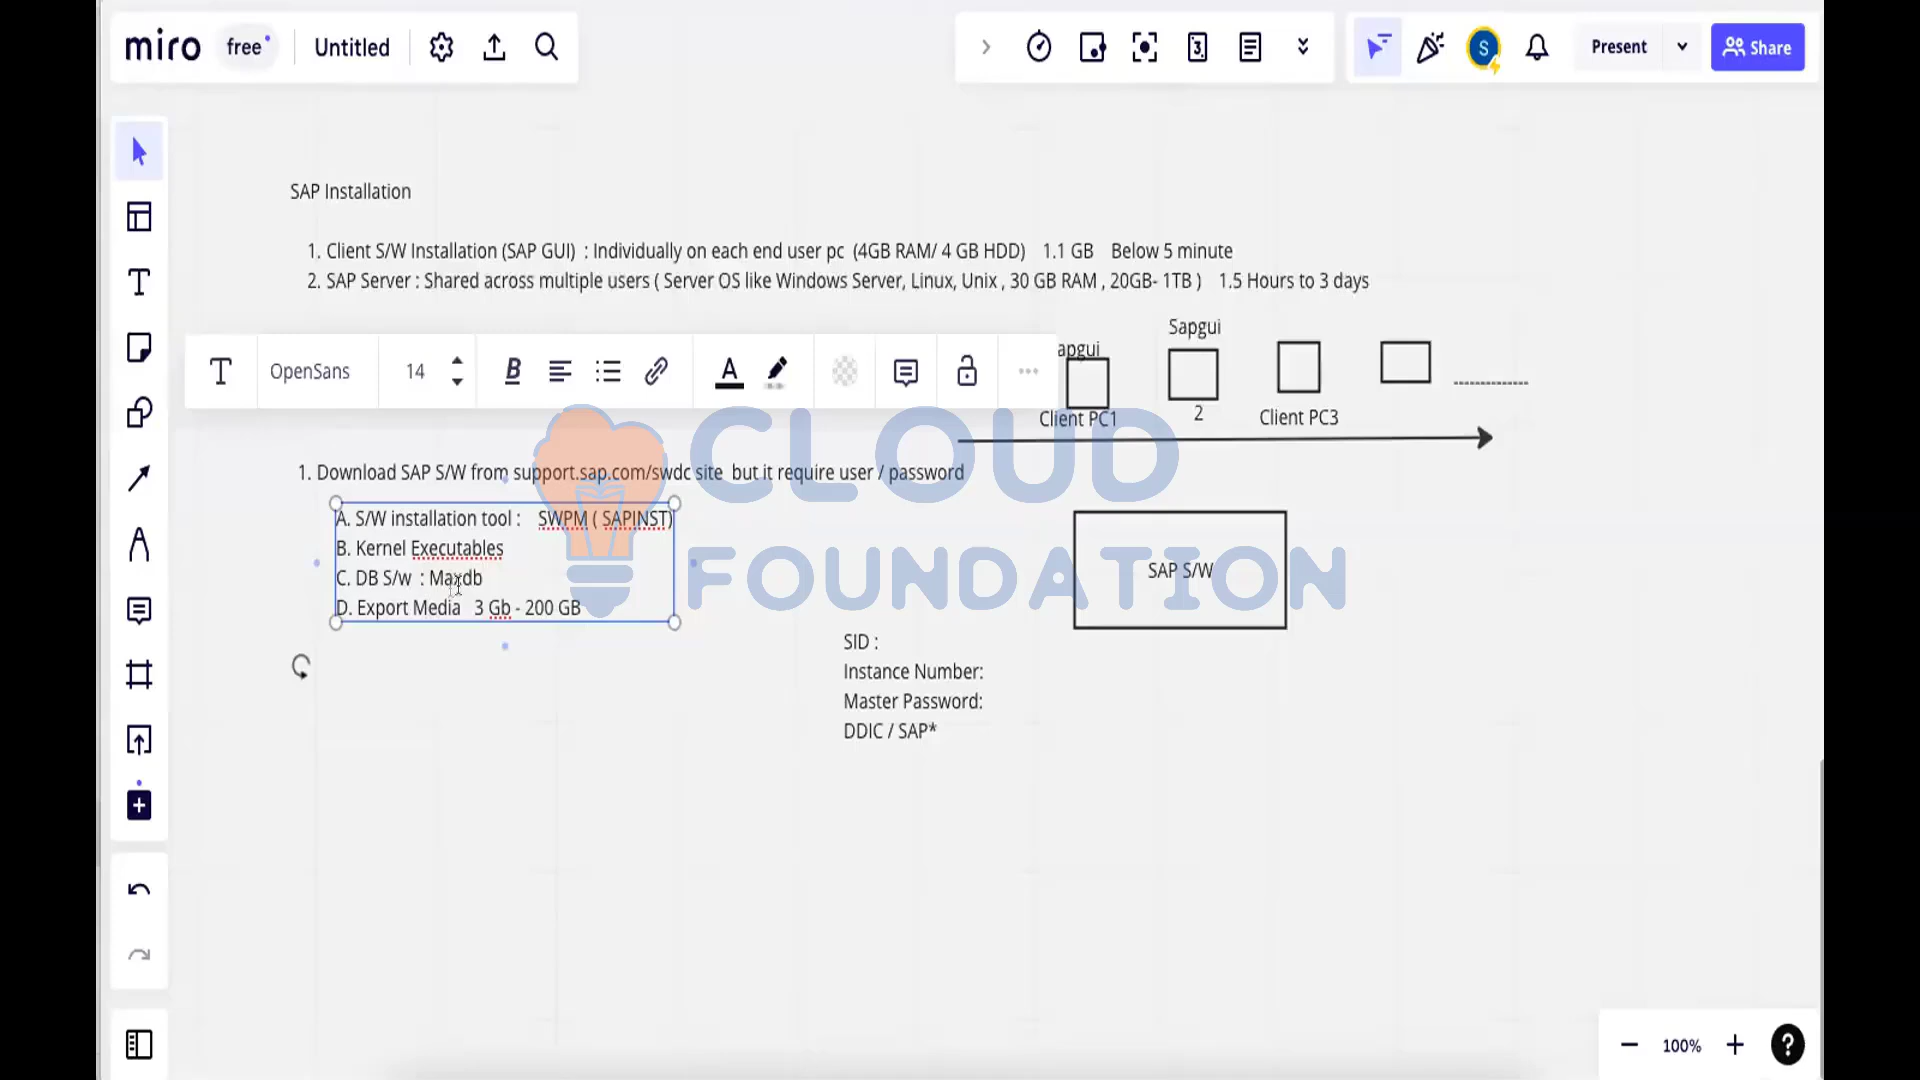 miro free Untitled
Present
Share
S
3
SAP Installation
1. Client S/W Installation (SAP GUI)  : Individually on each end user pc  (4GB RAM/ 4 GB HDD)    1.1 GB    Below 5 minute
2. SAP Server : Shared across multiple users ( Server OS like Windows Server, Linux, Unix , 30 GB RAM , 20GB- 1TB )    1.5 Hours to 3 days
Sapgui
apgui
OpenSans 14 B A
Client PC1
2
Client PC3
CLOUD
FOUNDATION
1. Download SAP S/W from support.sap.com/swdc site  but it require user / password
A. S/W installation tool :    SWPM ( SAPINST)
B. Kernel Executables
C. DB S/w  : Maxdb
D. Export Media   3 Gb - 200 GB
SAP S/W
SID :
Instance Number:
Master Password:
DDIC / SAP*
100%
?